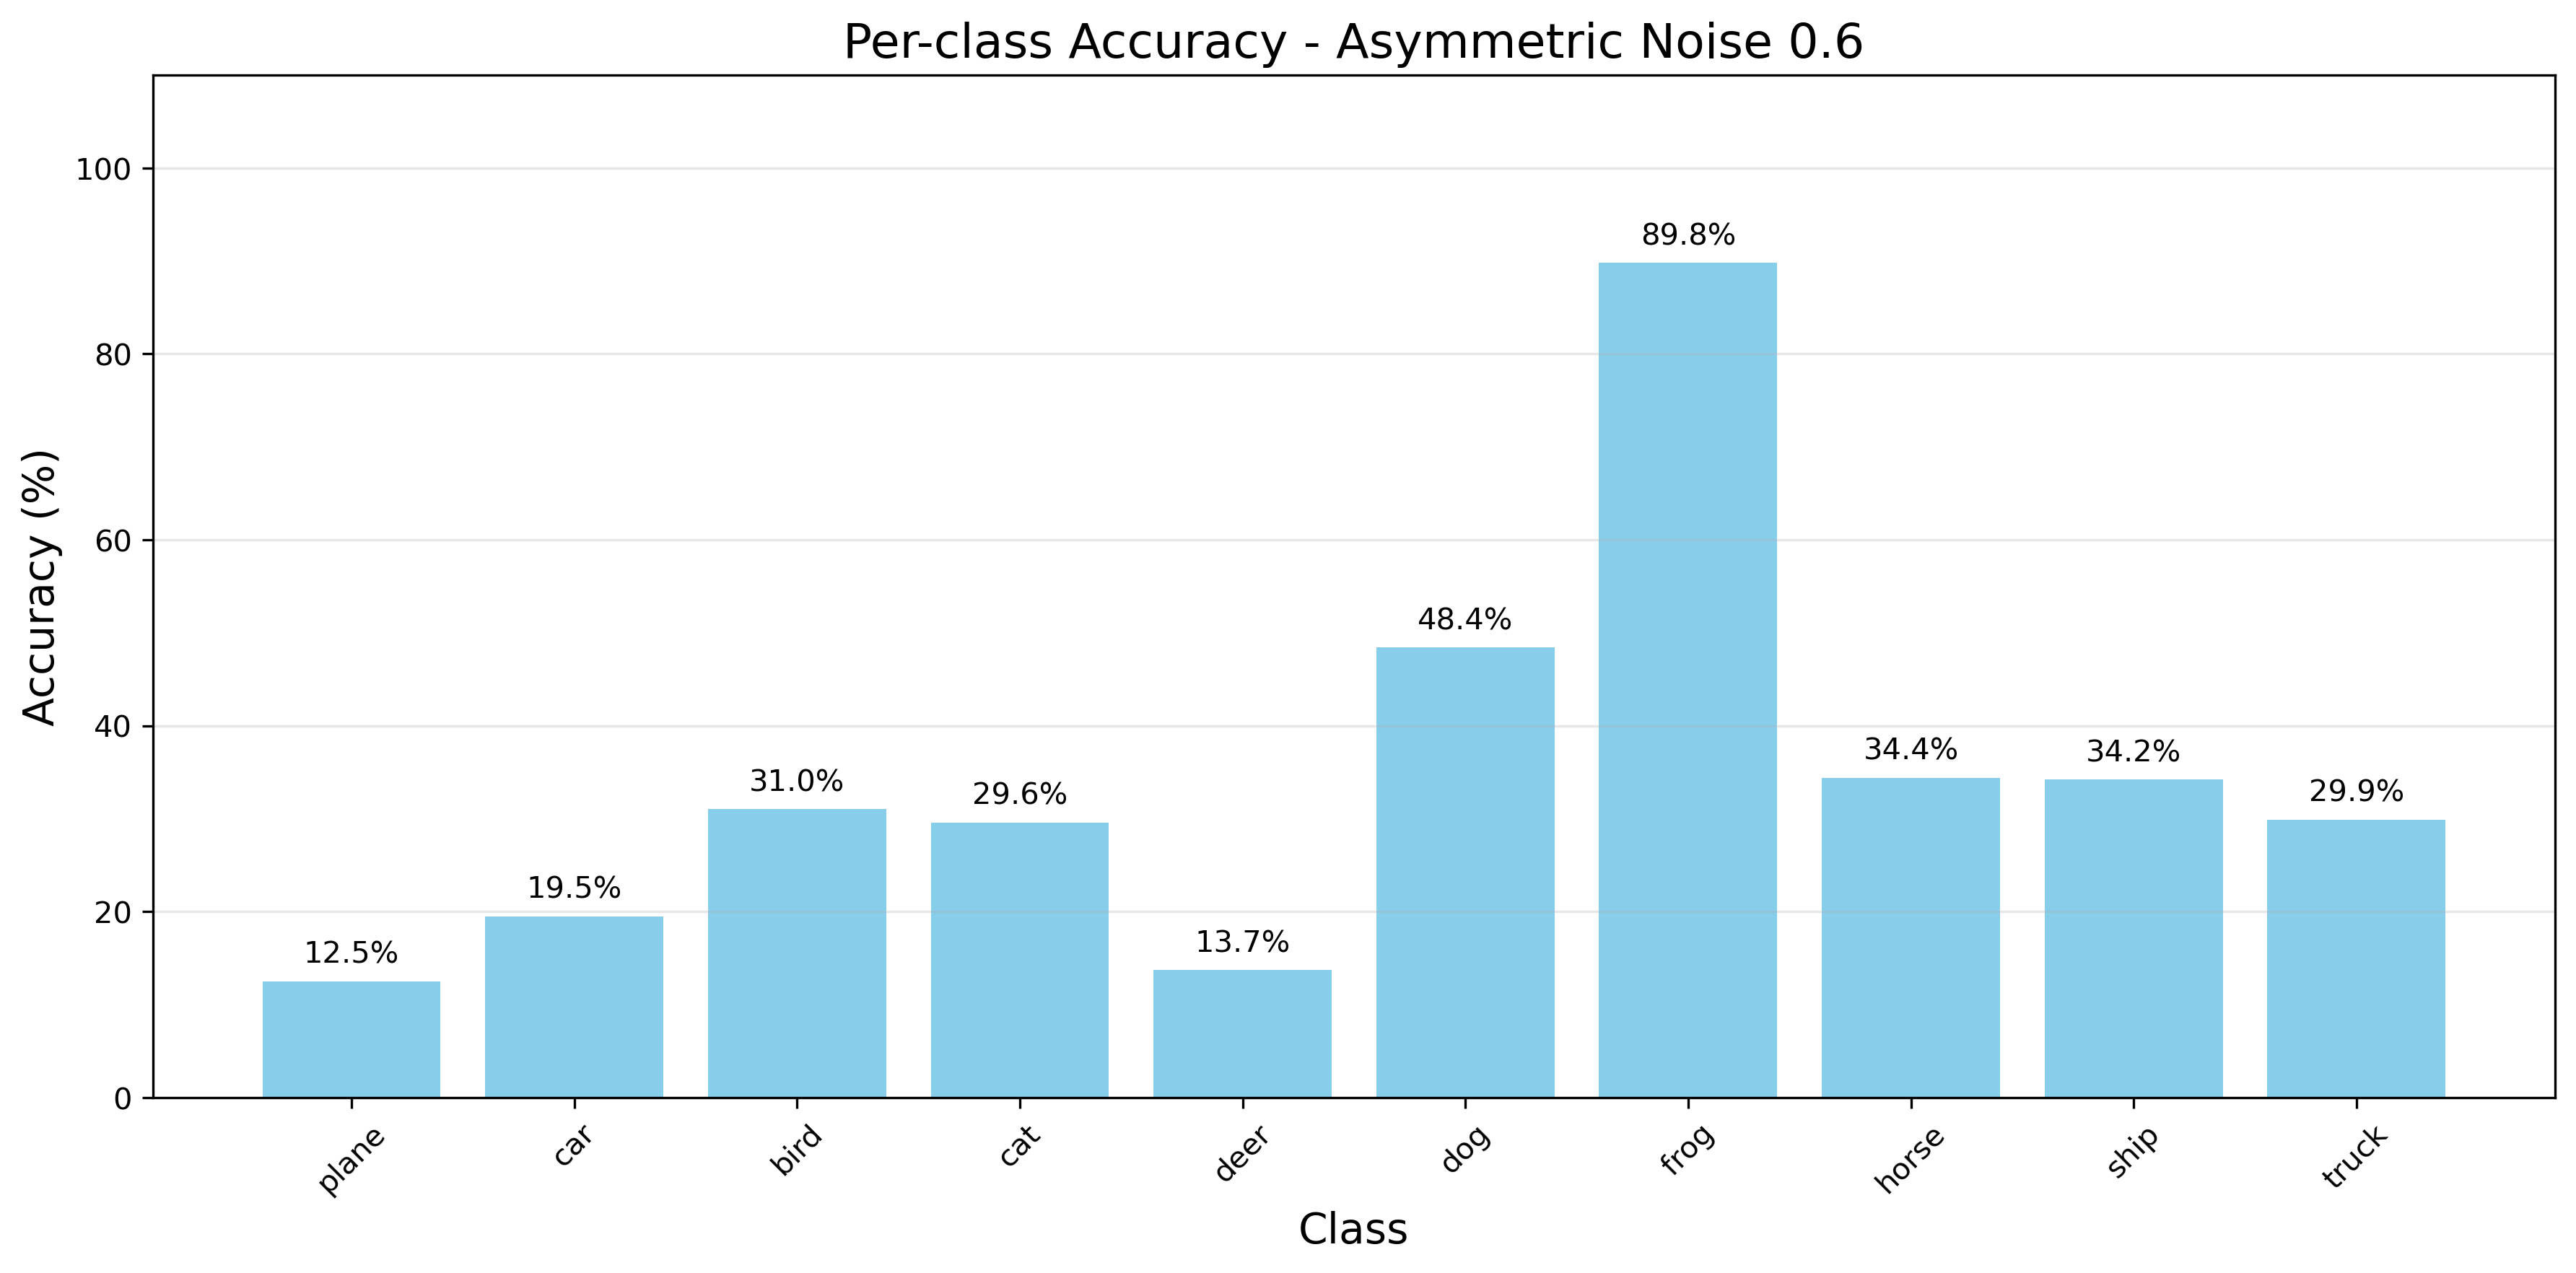 Per-class Accuracy - Asymmetric Noise 0.6
Accuracy (%)
100
80
60
40
20
0
12.5%
19.5%
31.0%
29.6%
13.7%
48.4%
89.8%
34.4%
34.2%
29.9%
plane
car
bird
cat
deer
dog
frog
horse
ship
truck
Class